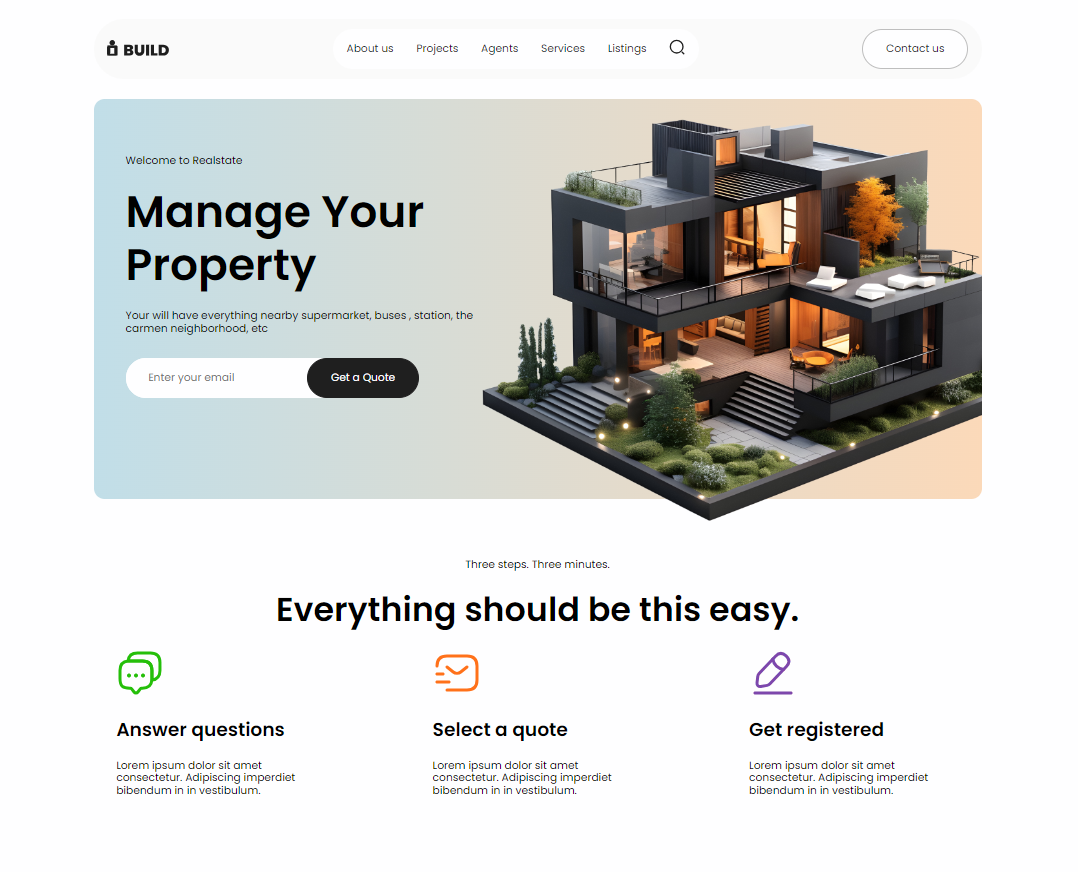 BUILD
About us
Projects
Agents
Services
Listings
Contact us
Welcome to Realstate
Manage Your
Property
Your will have everything nearby supermarket, buses , station, the
carmen neighborhood, etc
Enter your email
Get a Quote
Three steps. Three minutes.
Everything should be this easy.
Answer questions
Lorem ipsum dolor sit amet
consectetur. Adipiscing imperdiet
bibendum in in vestibulum.
Select a quote
Lorem ipsum dolor sit amet
consectetur. Adipiscing imperdiet
bibendum in in vestibulum.
Get registered
Lorem ipsum dolor sit amet
consectetur. Adipiscing imperdiet
bibendum in in vestibulum.